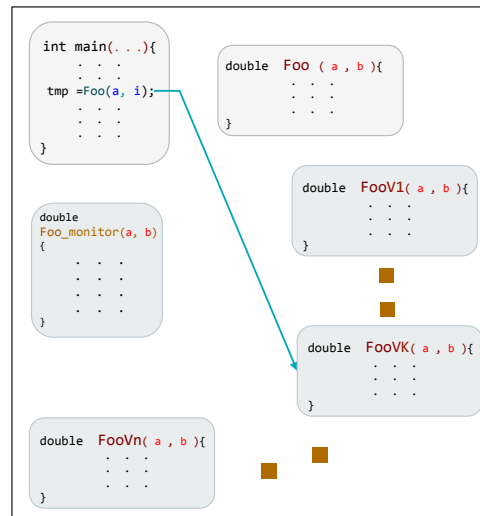 int main(. . .){
. . .
. . .
tmp =Foo(a, i);
. . .
. . .
. . .
}
double Foo ( a , b ){
. . .
. . .
. . .
}
double FooV1( a , b ){
. . .
. . .
. . .
}
double
Foo_monitor(a, b)
{
. . .
. . .
. . .
. . .
}
double FooVK( a , b ){
. . .
. . .
. . .
}
double FooVn( a , b ){
. . .
. . .
. . .
}